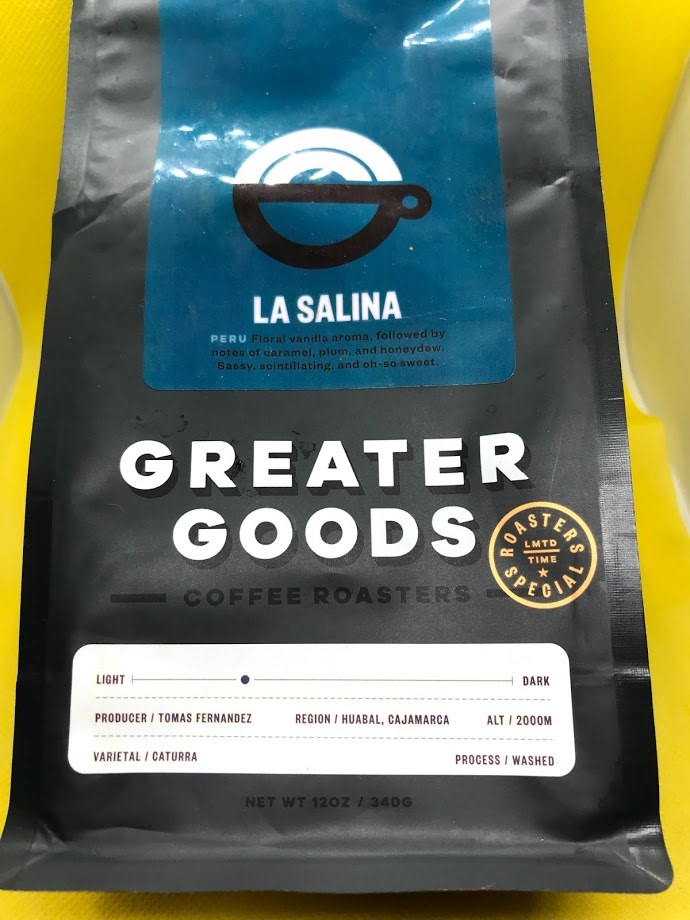 LA SALINA
PERU Floral vanilla aroma, followed by
notes of caramel, plum, and honeydew.
Sassy, scintillating, and oh-so sweet.
GREATER
GOODS
COFFEE ROASTERS
ROASTERS
LMTD
TIME
SPECIAL
LIGHT DARK
PRODUCER / TOMAS FERNANDEZ REGION / HUABAL, CAJAMARCA ALT / 2000M
VARIETAL / CATURRA PROCESS / WASHED
NET WT 12OZ / 340G